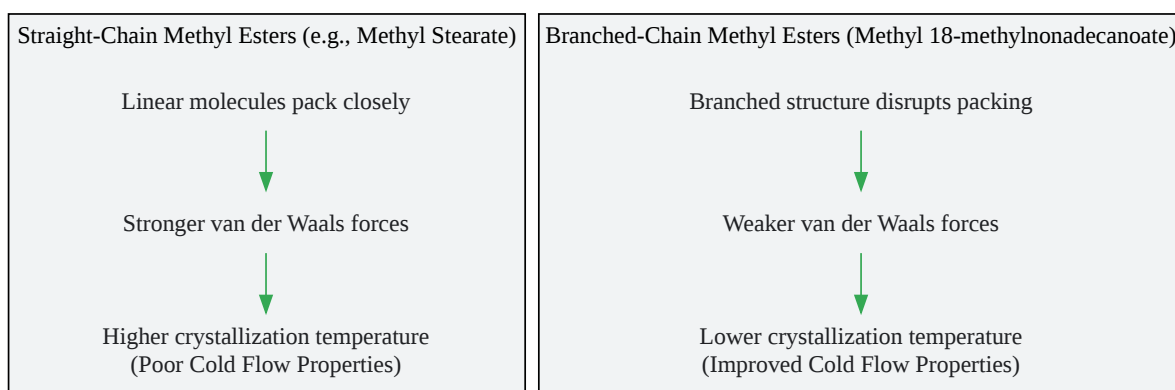 Straight-Chain Methyl Esters (e.g., Methyl Stearate)
Linear molecules pack closely
Stronger van der Waals forces
Higher crystallization temperature
(Poor Cold Flow Properties)
Branched-Chain Methyl Esters (Methyl 18-methylnonadecanoate)
Branched structure disrupts packing
Weaker van der Waals forces
Lower crystallization temperature
(Improved Cold Flow Properties)